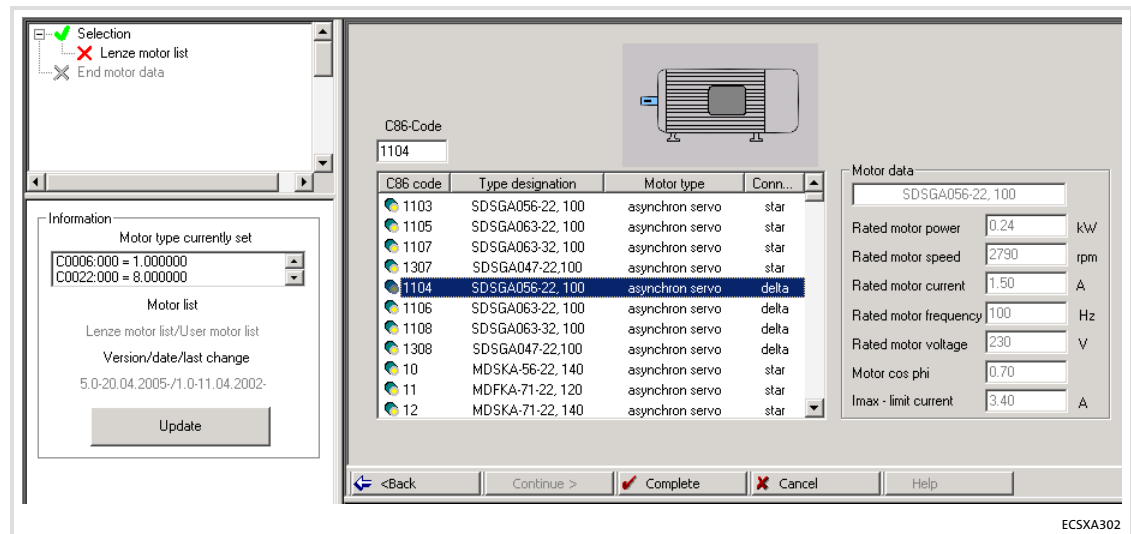 Selection
Lenze motor list
End motor data
Information
Motor type currently set
C0006:000 = 1.000000
C0022:000 = 8.000000
Motor list
Lenze motor list/User motor list
Version/date/last change
5.0-20.04.2005-/1.0-11.04.2002-
Update
C86-Code
1104
C86 code Type designation Motor type Conn...
1103 SDSGA056-22, 100 asynchron servo star
1105 SDSGA063-22, 100 asynchron servo star
1107 SDSGA063-32, 100 asynchron servo star
1307 SDSGA047-22,100 asynchron servo star
1104 SDSGA056-22, 100 asynchron servo delta
1106 SDSGA063-22, 100 asynchron servo delta
1108 SDSGA063-32, 100 asynchron servo delta
1308 SDSGA047-22,100 asynchron servo delta
10 MDSKA-56-22, 140 asynchron servo star
11 MDFKA-71-22, 120 asynchron servo star
12 MDSKA-71-22, 140 asynchron servo star
Motor data
SDSGA056-22, 100
Rated motor power 0.24 kW
Rated motor speed 2790 rpm
Rated motor current 1.50 A
Rated motor frequency 100 Hz
Rated motor voltage 230 V
Motor cos phi 0.70
Imax - limit current 3.40 A
<Back Continue > Complete Cancel Help
ECSXA302